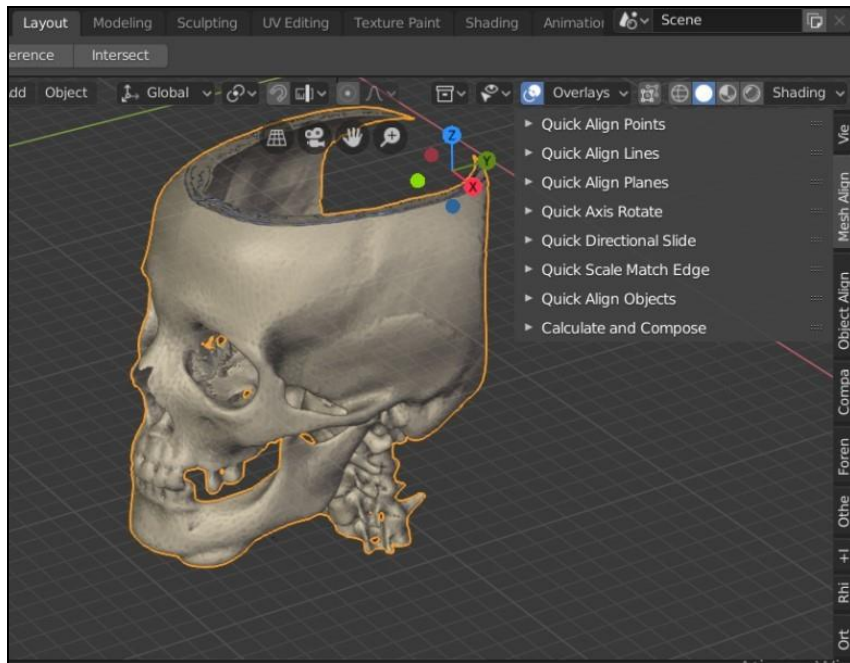 Layout Modeling Sculpting UV Editing Texture Paint Shading Animation Scene
erence Intersect
dd Object Global Overlays Shading
Quick Align Points
Quick Align Lines
Quick Align Planes
Quick Axis Rotate
Quick Directional Slide
Quick Scale Match Edge
Quick Align Objects
Calculate and Compose
Z
Y
X
Vie
Mesh Align
Object Align
Compa
Foren
Othe
+I
Rhi
Ort